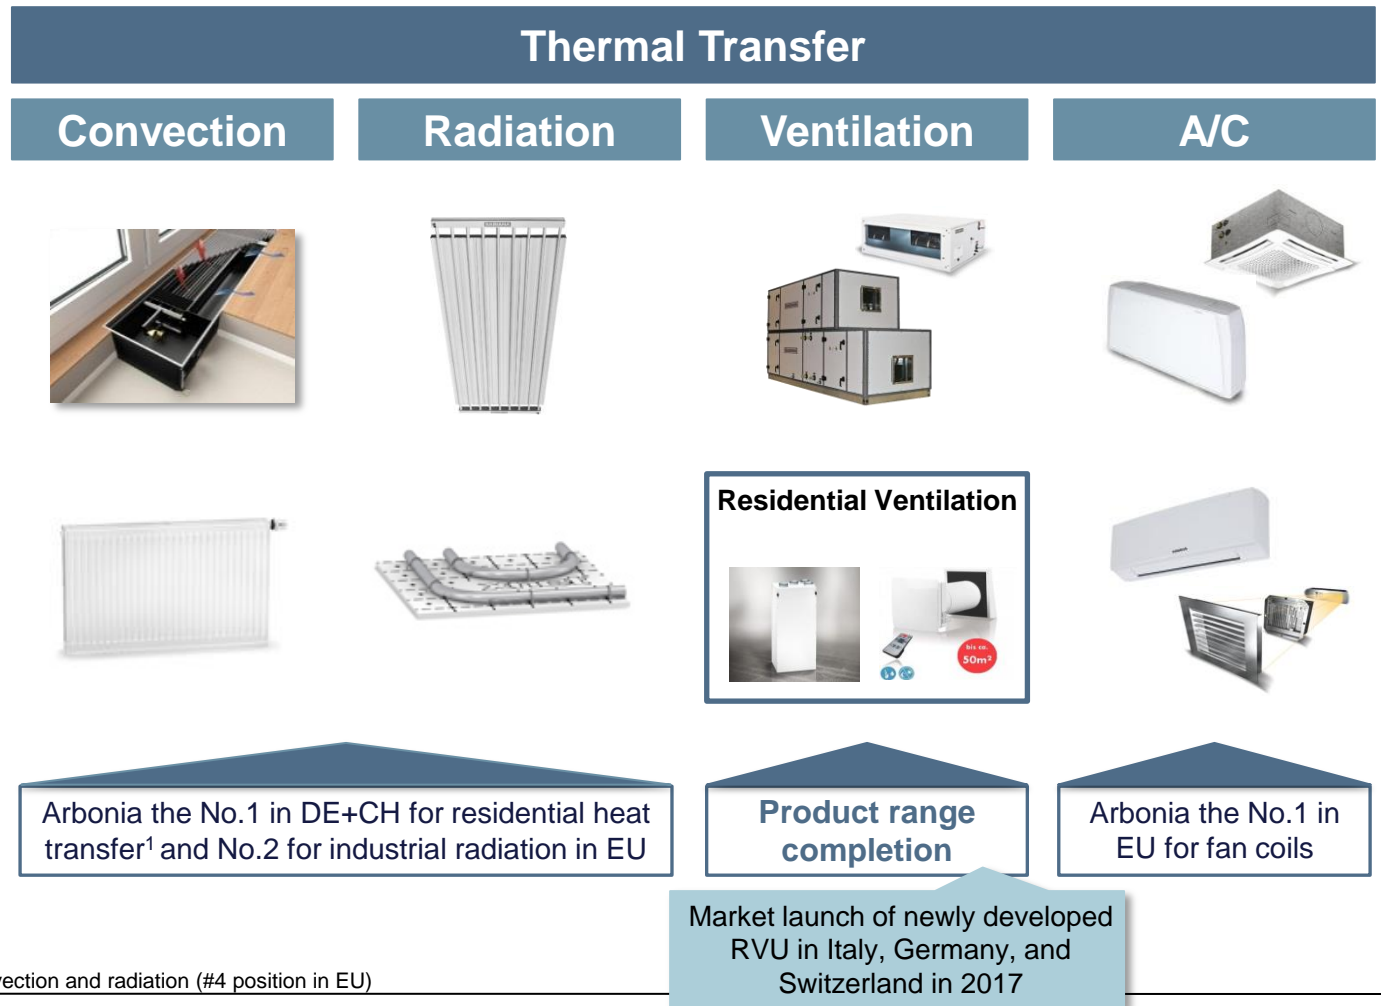 Thermal Transfer
Convection
Radiation
Ventilation
A/C
Residential Ventilation
bis ca.
50m²
Arbonia the No.1 in DE+CH for residential heat
transfer¹ and No.2 for industrial radiation in EU
Product range
completion
Arbonia the No.1 in
EU for fan coils
Market launch of newly developed
RVU in Italy, Germany, and
Switzerland in 2017
vection and radiation (#4 position in EU)